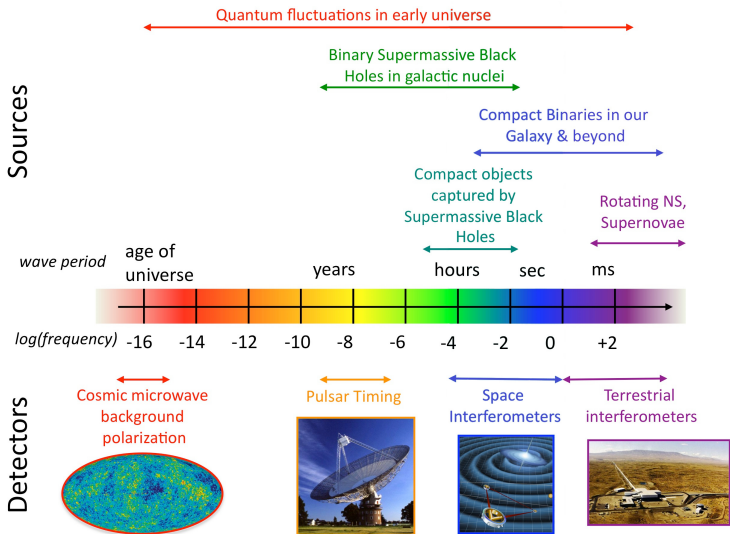 Quantum fluctuations in early universe
Binary Supermassive Black
Holes in galactic nuclei
Compact Binaries in our
Galaxy & beyond
Compact objects
captured by
Supermassive Black
Holes
Rotating NS,
Supernovae
Sources
wave period
age of
universe
years
hours
sec
ms
log(frequency)
-16
-14
-12
-10
-8
-6
-4
-2
0
+2
Detectors
Cosmic microwave
background
polarization
Pulsar Timing
Space
Interferometers
Terrestrial
interferometers